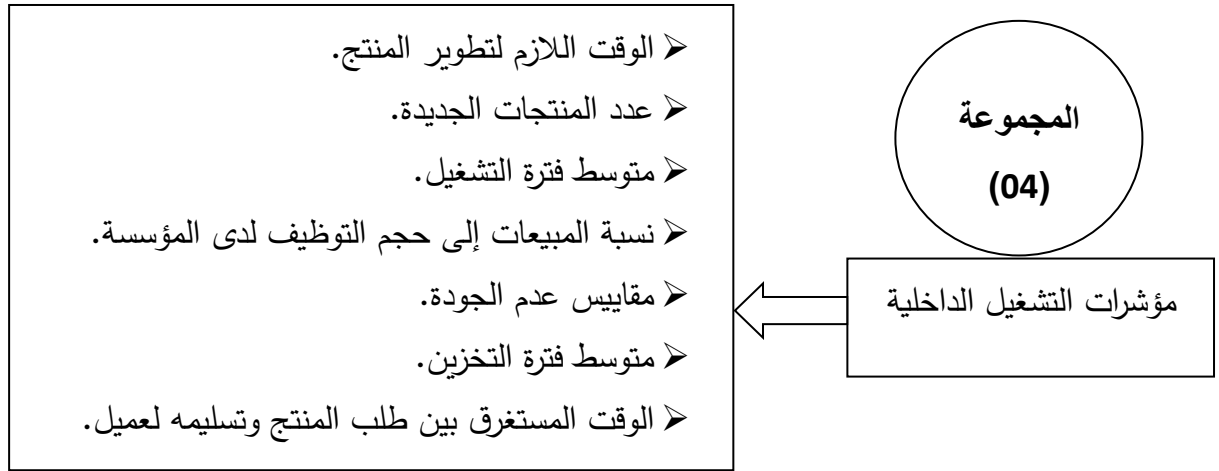 المجموعة
(04)
مؤشرات التشغيل الداخلية
➢ الوقت اللازم لتطوير المنتج.
➢ عدد المنتجات الجديدة.
➢ متوسط فترة التشغيل.
➢ نسبة المبيعات إلى حجم التوظيف لدى المؤسسة.
➢ مقاييس عدم الجودة.
➢ متوسط فترة التخزين.
➢ الوقت المستغرق بين طلب المنتج وتسليمه لعميل.